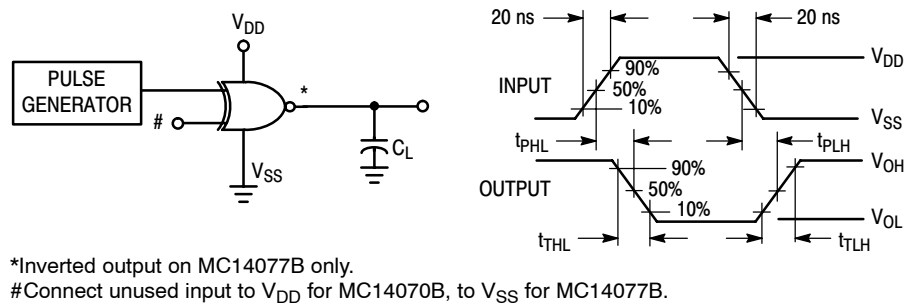 V_DD
PULSE
GENERATOR
*
#
C_L
V_SS
20 ns
20 ns
INPUT
90%
50%
10%
V_DD
V_SS
t_PHL
t_PLH
OUTPUT
90%
50%
10%
V_OH
V_OL
t_THL
t_TLH
*Inverted output on MC14077B only.
#Connect unused input to V_DD for MC14070B, to V_SS for MC14077B.